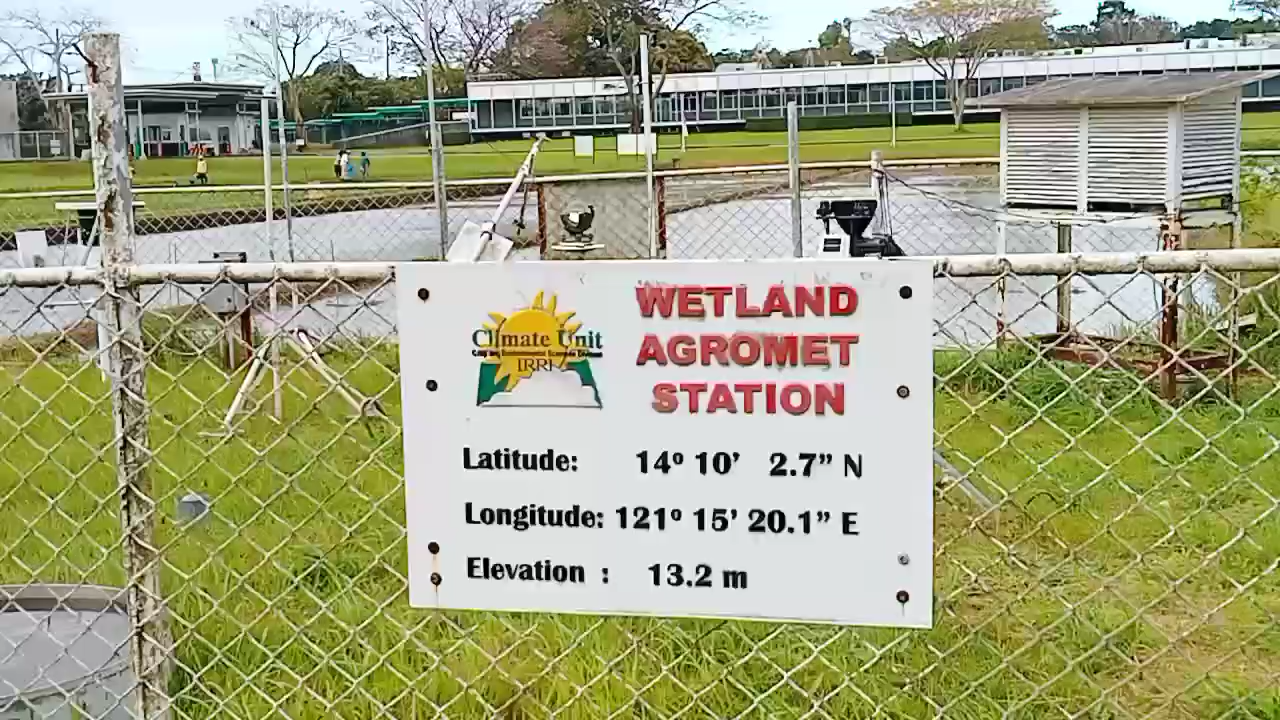 Climate Unit
IRRI
WETLAND
AGROMET
STATION
Latitude: 14º 10’ 2.7” N
Longitude: 121º 15’ 20.1” E
Elevation : 13.2 m